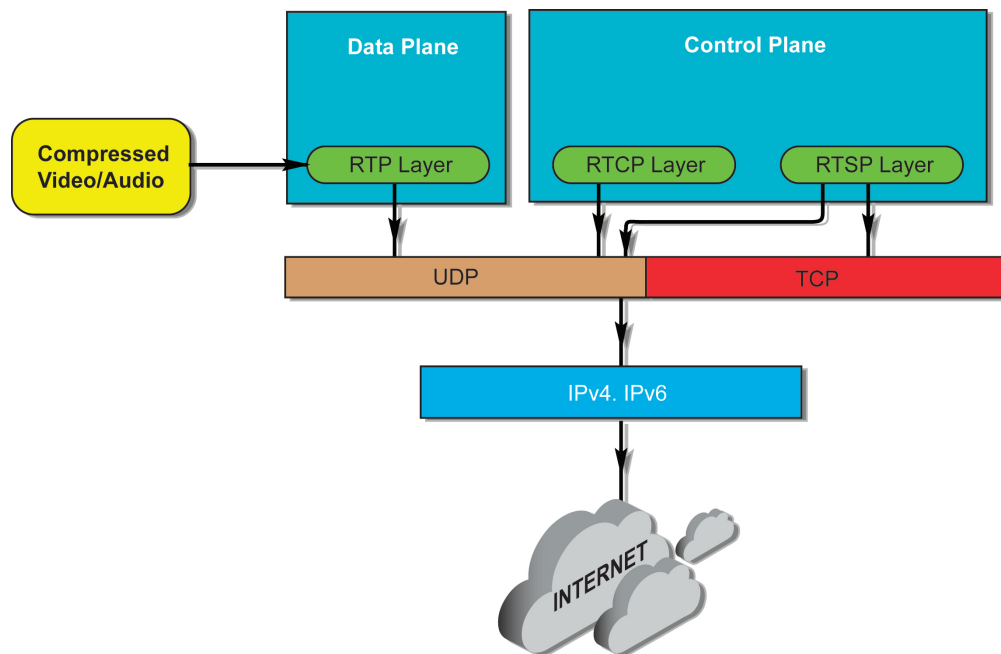 Data Plane
Control Plane
Compressed
Video/Audio
RTP Layer
RTCP Layer
RTSP Layer
UDP
TCP
IPv4. IPv6
INTERNET